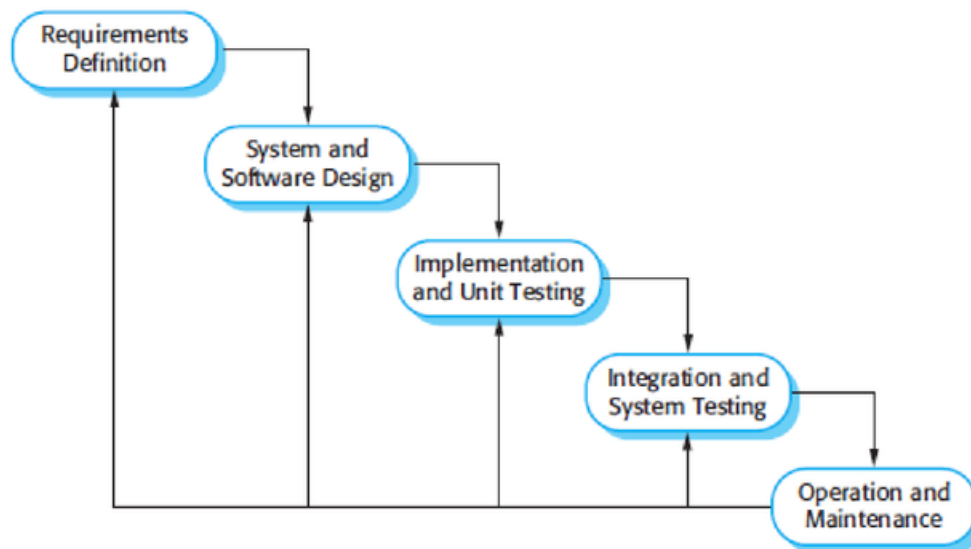 Requirements
Definition
System and
Software Design
Implementation
and Unit Testing
Integration and
System Testing
Operation and
Maintenance